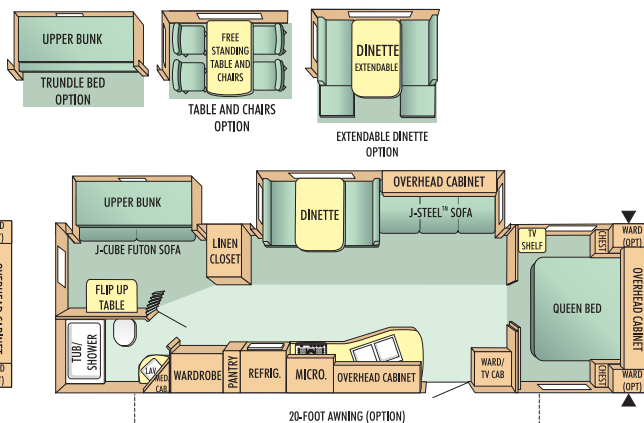 UPPER BUNK
TRUNDLE BED
OPTION
FREE
STANDING
TABLE AND
CHAIRS
TABLE AND CHAIRS
OPTION
DINETTE
EXTENDABLE
EXTENDABLE DINETTE
OPTION
UPPER BUNK
J-CUBE FUTON SOFA
FLIP UP
TABLE
LINEN
CLOSET
DINETTE
OVERHEAD CABINET
J-STEEL™ SOFA
TV
SHELF
CHEST
WARD
(OPT)
QUEEN BED
OVERHEAD CABINET
CHEST
WARD
(OPT)
TUB/
SHOWER
LAV
MED.
CAB.
WARDROBE
PANTRY
REFRIG.
MICRO.
OVERHEAD CABINET
WARD/
TV CAB
20-FOOT AWNING (OPTION)